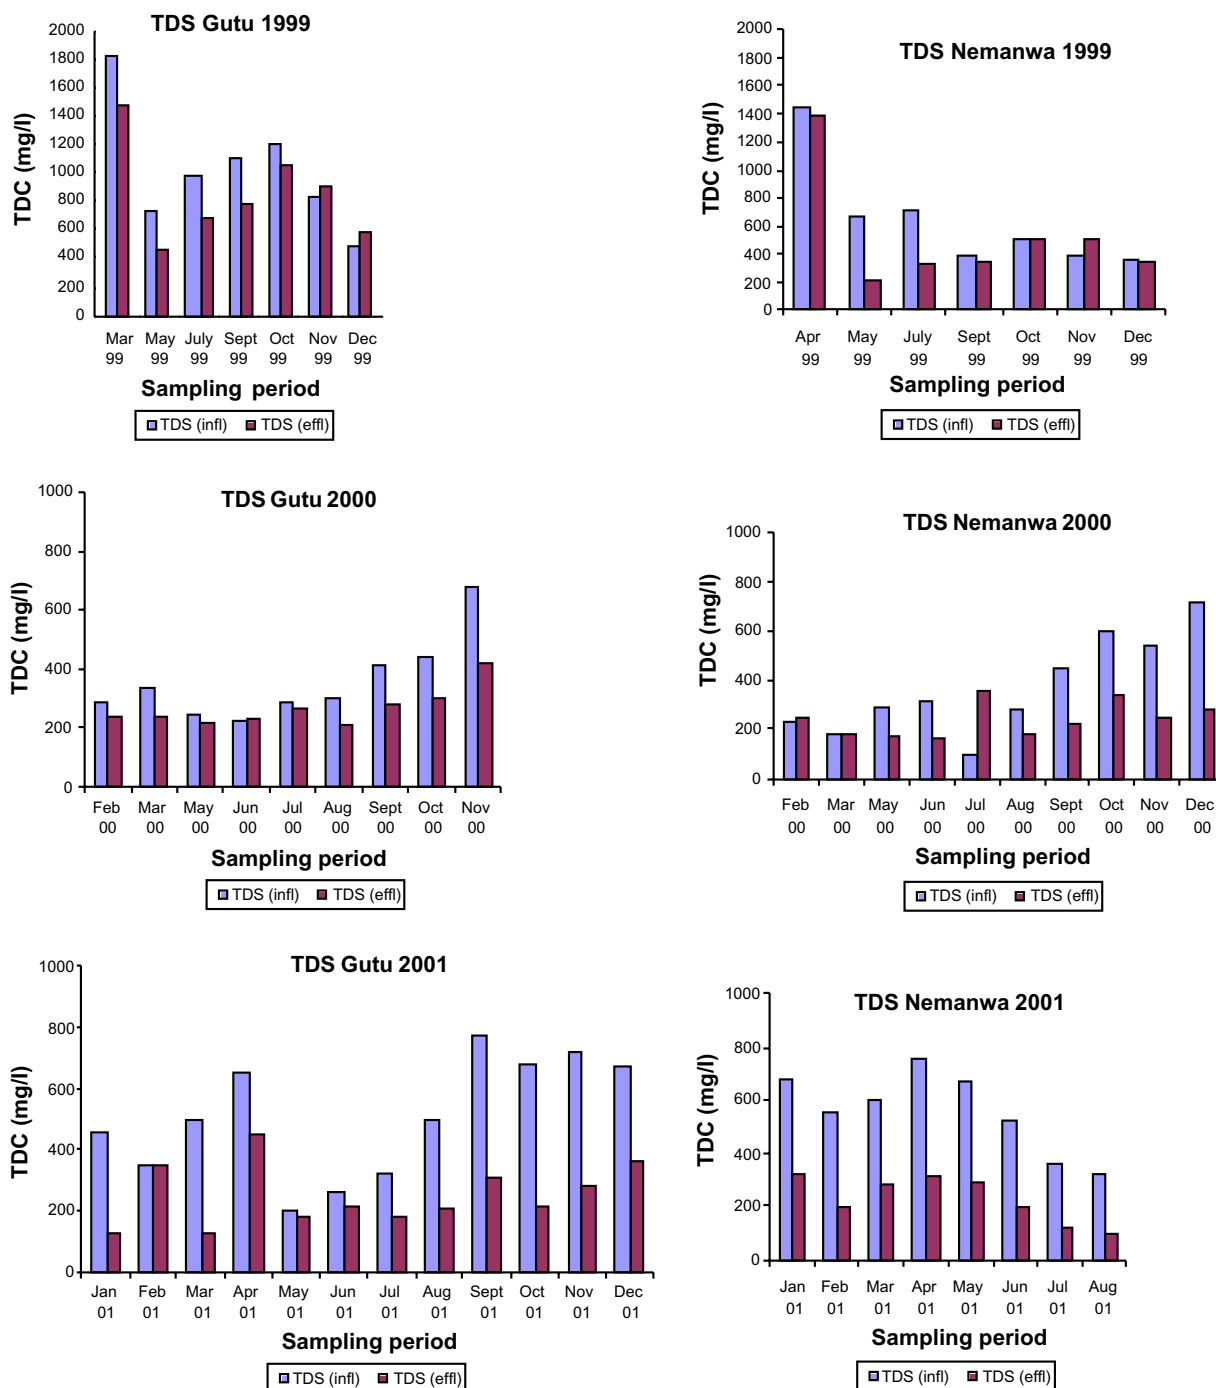 TDS Gutu 1999
2000
1800
1600
1400
1200
1000
800
600
400
200
0
TDC (mg/l)
Mar May July Sept Oct Nov Dec
99 99 99 99 99 99 99
Sampling period
TDS (infl) TDS (effl)
TDS Nemanwa 1999
2000
1800
1600
1400
1200
1000
800
600
400
200
0
TDC (mg/l)
Apr May July Sept Oct Nov Dec
99 99 99 99 99 99 99
Sampling period
TDS (infl) TDS (effl)
TDS Gutu 2000
1000
800
600
400
200
0
TDC (mg/l)
Feb Mar May Jun Jul Aug Sept Oct Nov
00 00 00 00 00 00 00 00 00
Sampling period
TDS (infl) TDS (effl)
TDS Nemanwa 2000
1000
800
600
400
200
0
TDC (mg/l)
Feb Mar May Jun Jul Aug Sept Oct Nov Dec
00 00 00 00 00 00 00 00 00 00
Sampling period
TDS (infl) TDS (effl)
TDS Gutu 2001
1000
800
600
400
200
0
TDC (mg/l)
Jan Feb Mar Apr May Jun Jul Aug Sept Oct Nov Dec
01 01 01 01 01 01 01 01 01 01 01 01
Sampling period
TDS (infl) TDS (effl)
TDS Nemanwa 2001
1000
800
600
400
200
0
TDC (mg/l)
Jan Feb Mar Apr May Jun Jul Aug
01 01 01 01 01 01 01 01
Sampling period
TDS (infl) TDS (effl)